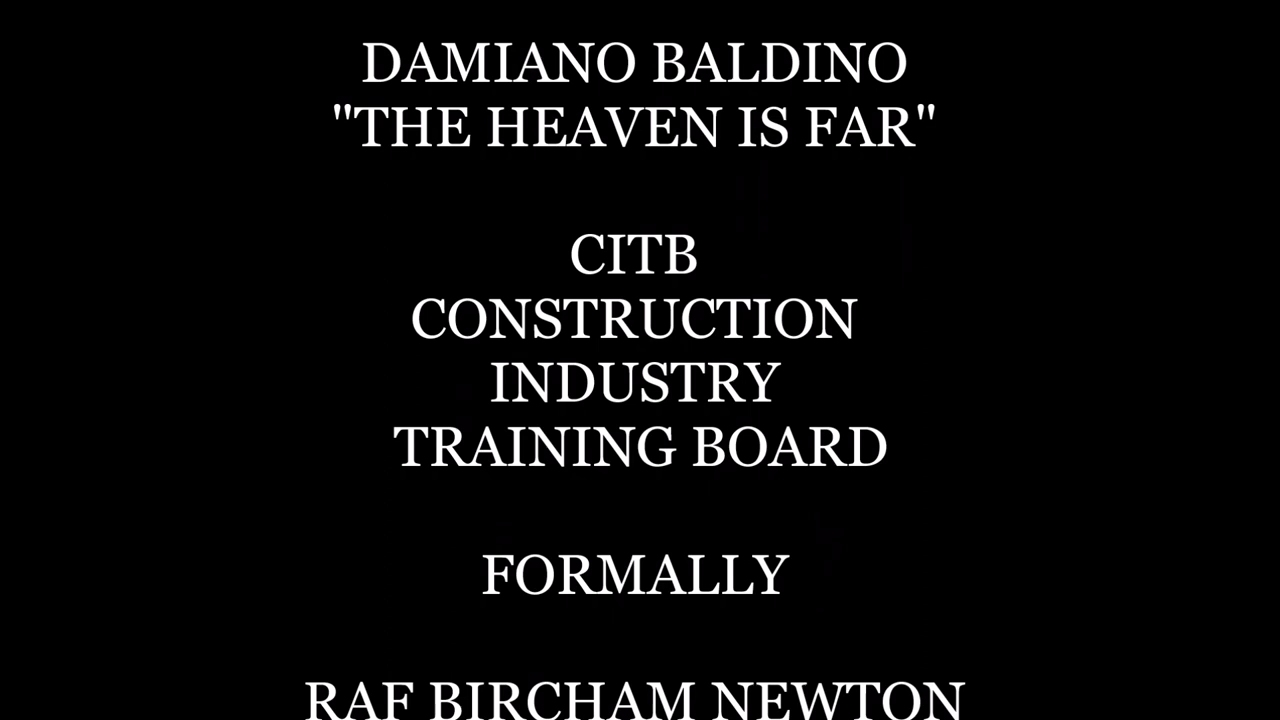 DAMIANO BALDINO
"THE HEAVEN IS FAR"
CITB
CONSTRUCTION
INDUSTRY
TRAINING BOARD
FORMALLY
RAF BIRCHAM NEWTON